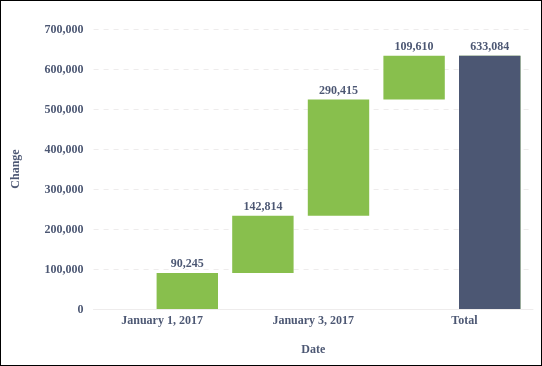 700,000
600,000
500,000
400,000
300,000
200,000
100,000
0
Change
90,245
142,814
290,415
109,610
633,084
January 1, 2017
January 3, 2017
Total
Date